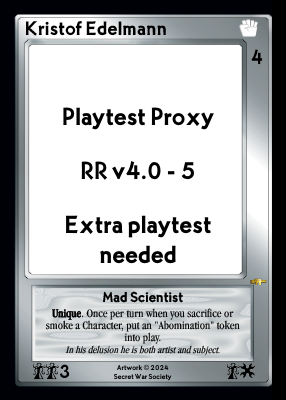 Kristof Edelmann
4
Playtest Proxy
RR v4.0 - 5
Extra playtest
needed
Mad Scientist
Unique. Once per turn when you sacrifice or
smoke a Character, put an "Abomination" token
into play.
In his delusion he is both artist and subject.
3
Artwork © 2024
Secret War Society